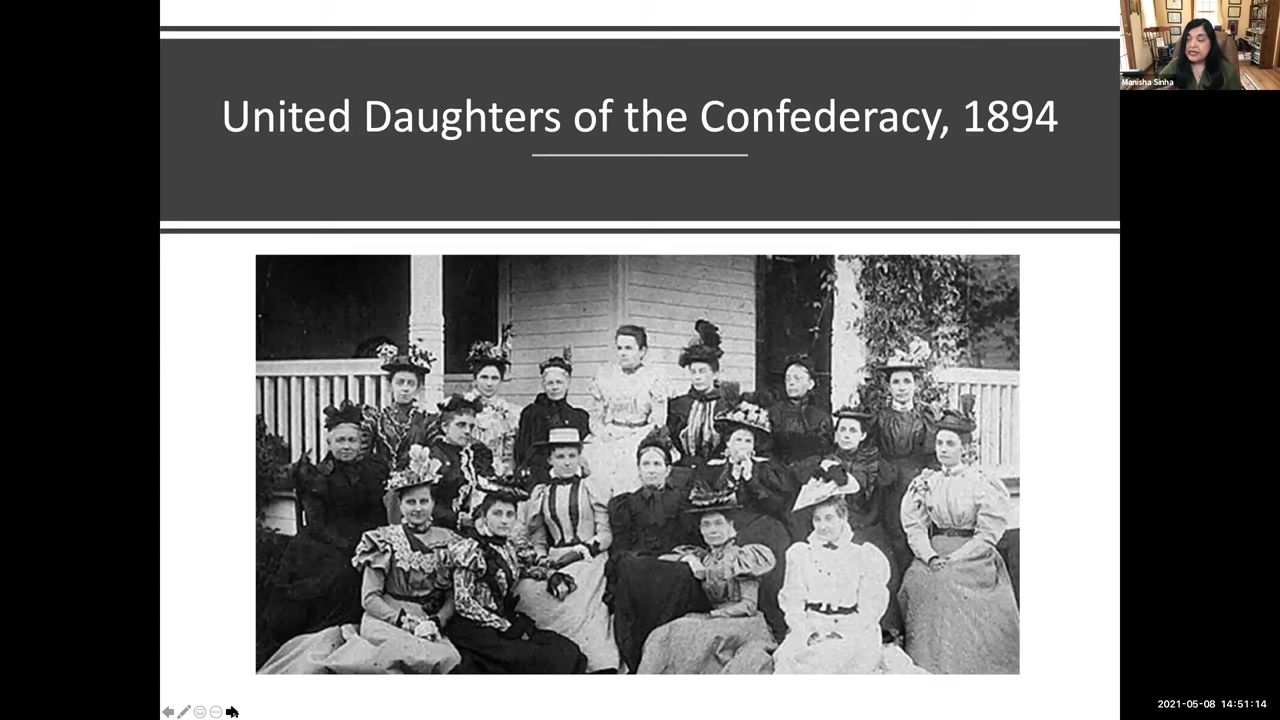 United Daughters of the Confederacy, 1894
Manisha Sinha
2021-05-08 14:51:14